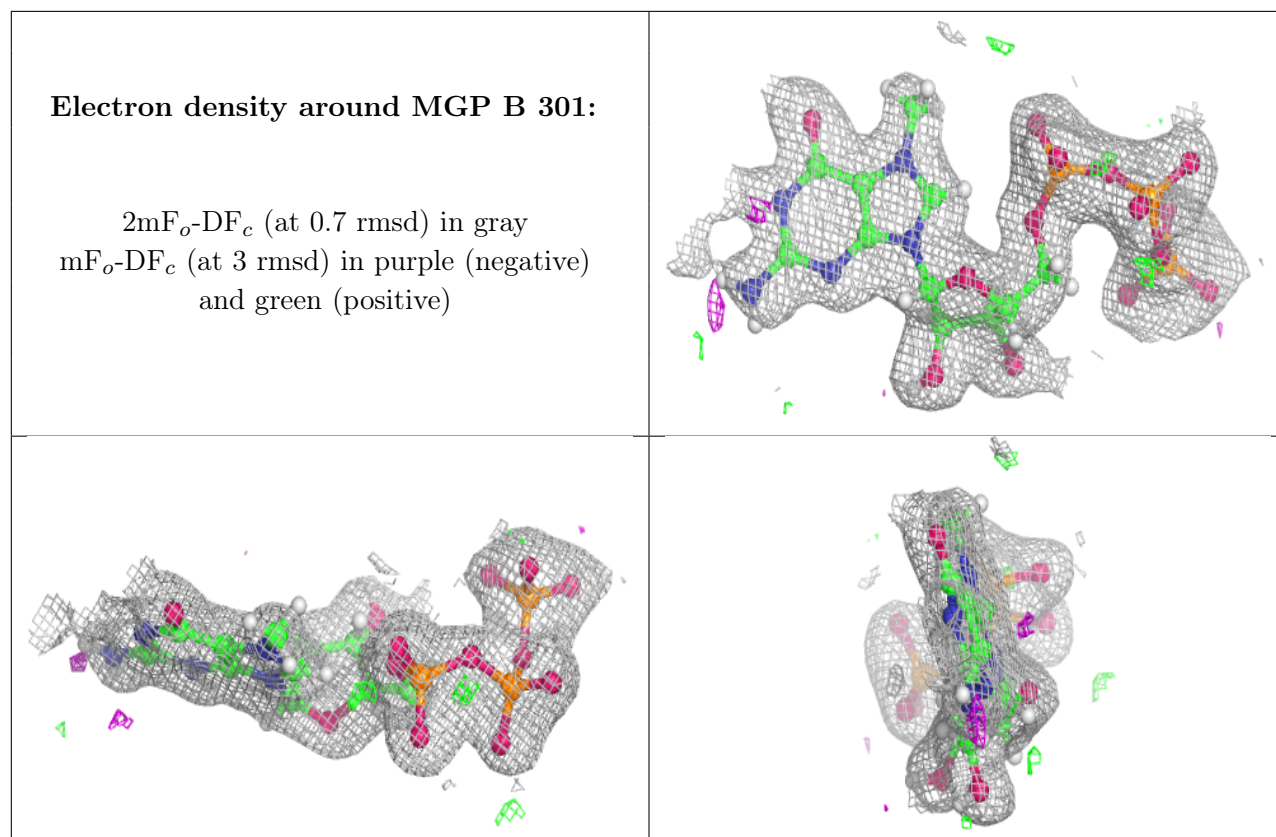 Electron density around MGP B 301:
2mFo-DFc (at 0.7 rmsd) in gray
mFo-DFc (at 3 rmsd) in purple (negative)
and green (positive)